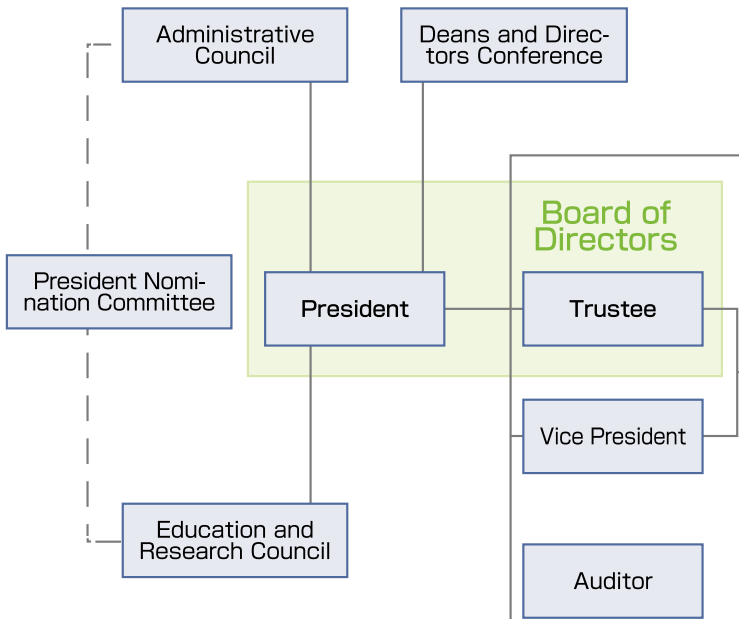 Administrative
Council
Deans and Direc-
tors Conference
Board of
Directors
President Nomi-
nation Committee
President
Trustee
Vice President
Education and
Research Council
Auditor